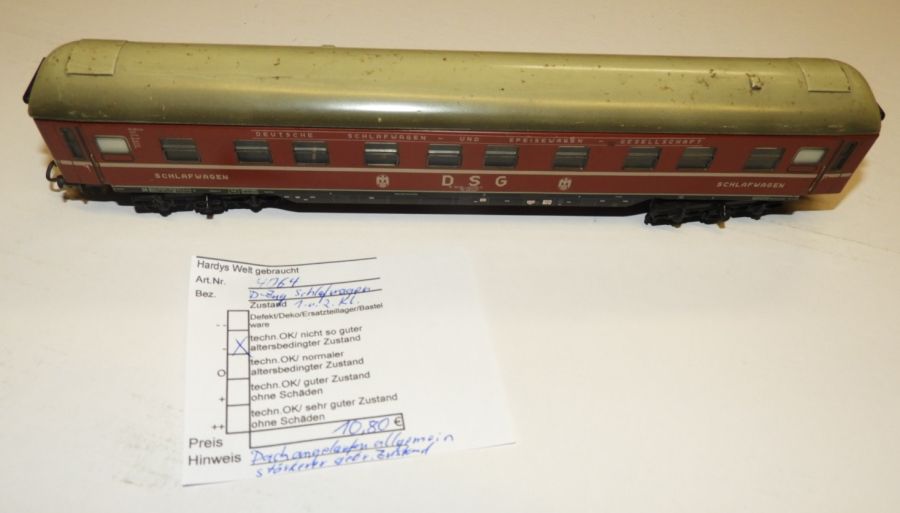 DEUTSCHE SCHLAFWAGEN - UND SPEISEWAGEN - GESELLSCHAFT
SCHLAFWAGEN DSG SCHLAFWAGEN
Hardys Welt gebraucht
Art.Nr. 4064
Bez. D-Zug Schlafwagen
Zustand 1.u.2. Kl.
Defekt/Deko/Ersatzteillager/Bastel
-- ware
techn.OK/ nicht so guter
- X altersbedingter Zustand
techn.OK/ normaler
O altersbedingter Zustand
techn.OK/ guter Zustand
+ ohne Schäden
techn.OK/ sehr guter Zustand
++ ohne Schäden
Preis 10,80 €
Hinweis Dach angelaufen allgemein
stärkerer gebr. Zustand